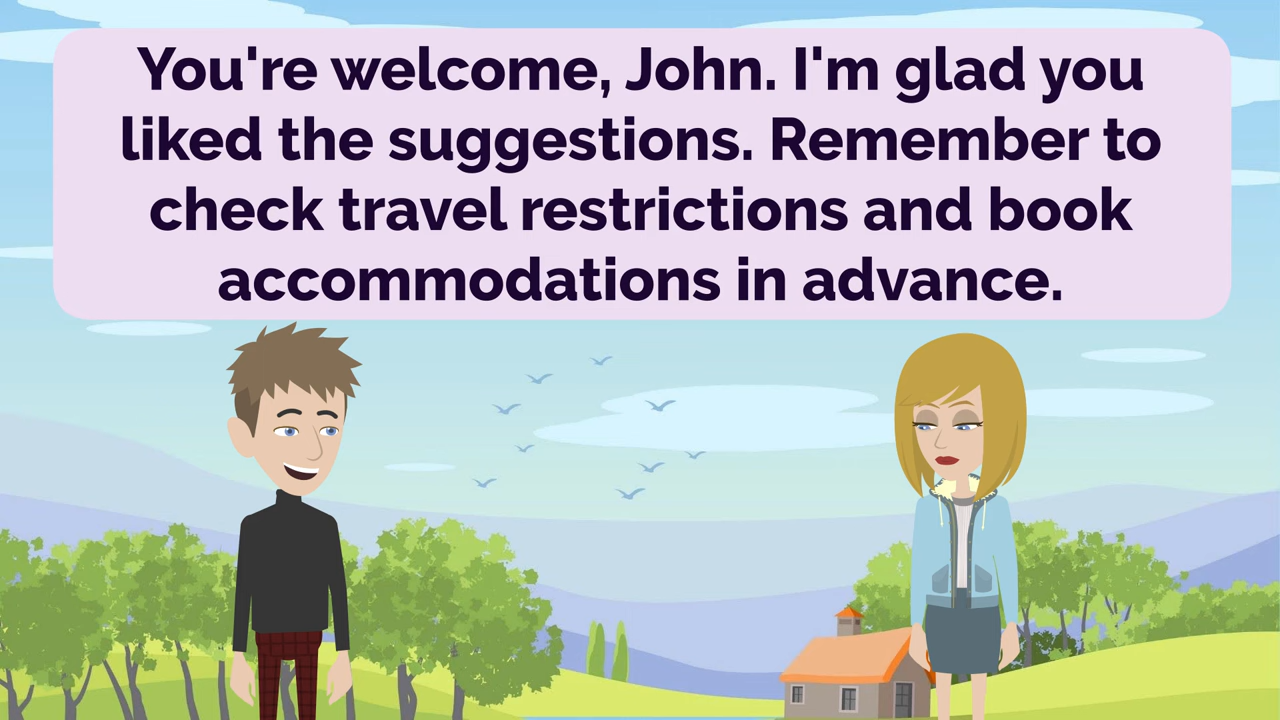 You're welcome, John. I'm glad you
liked the suggestions. Remember to
check travel restrictions and book
accommodations in advance.